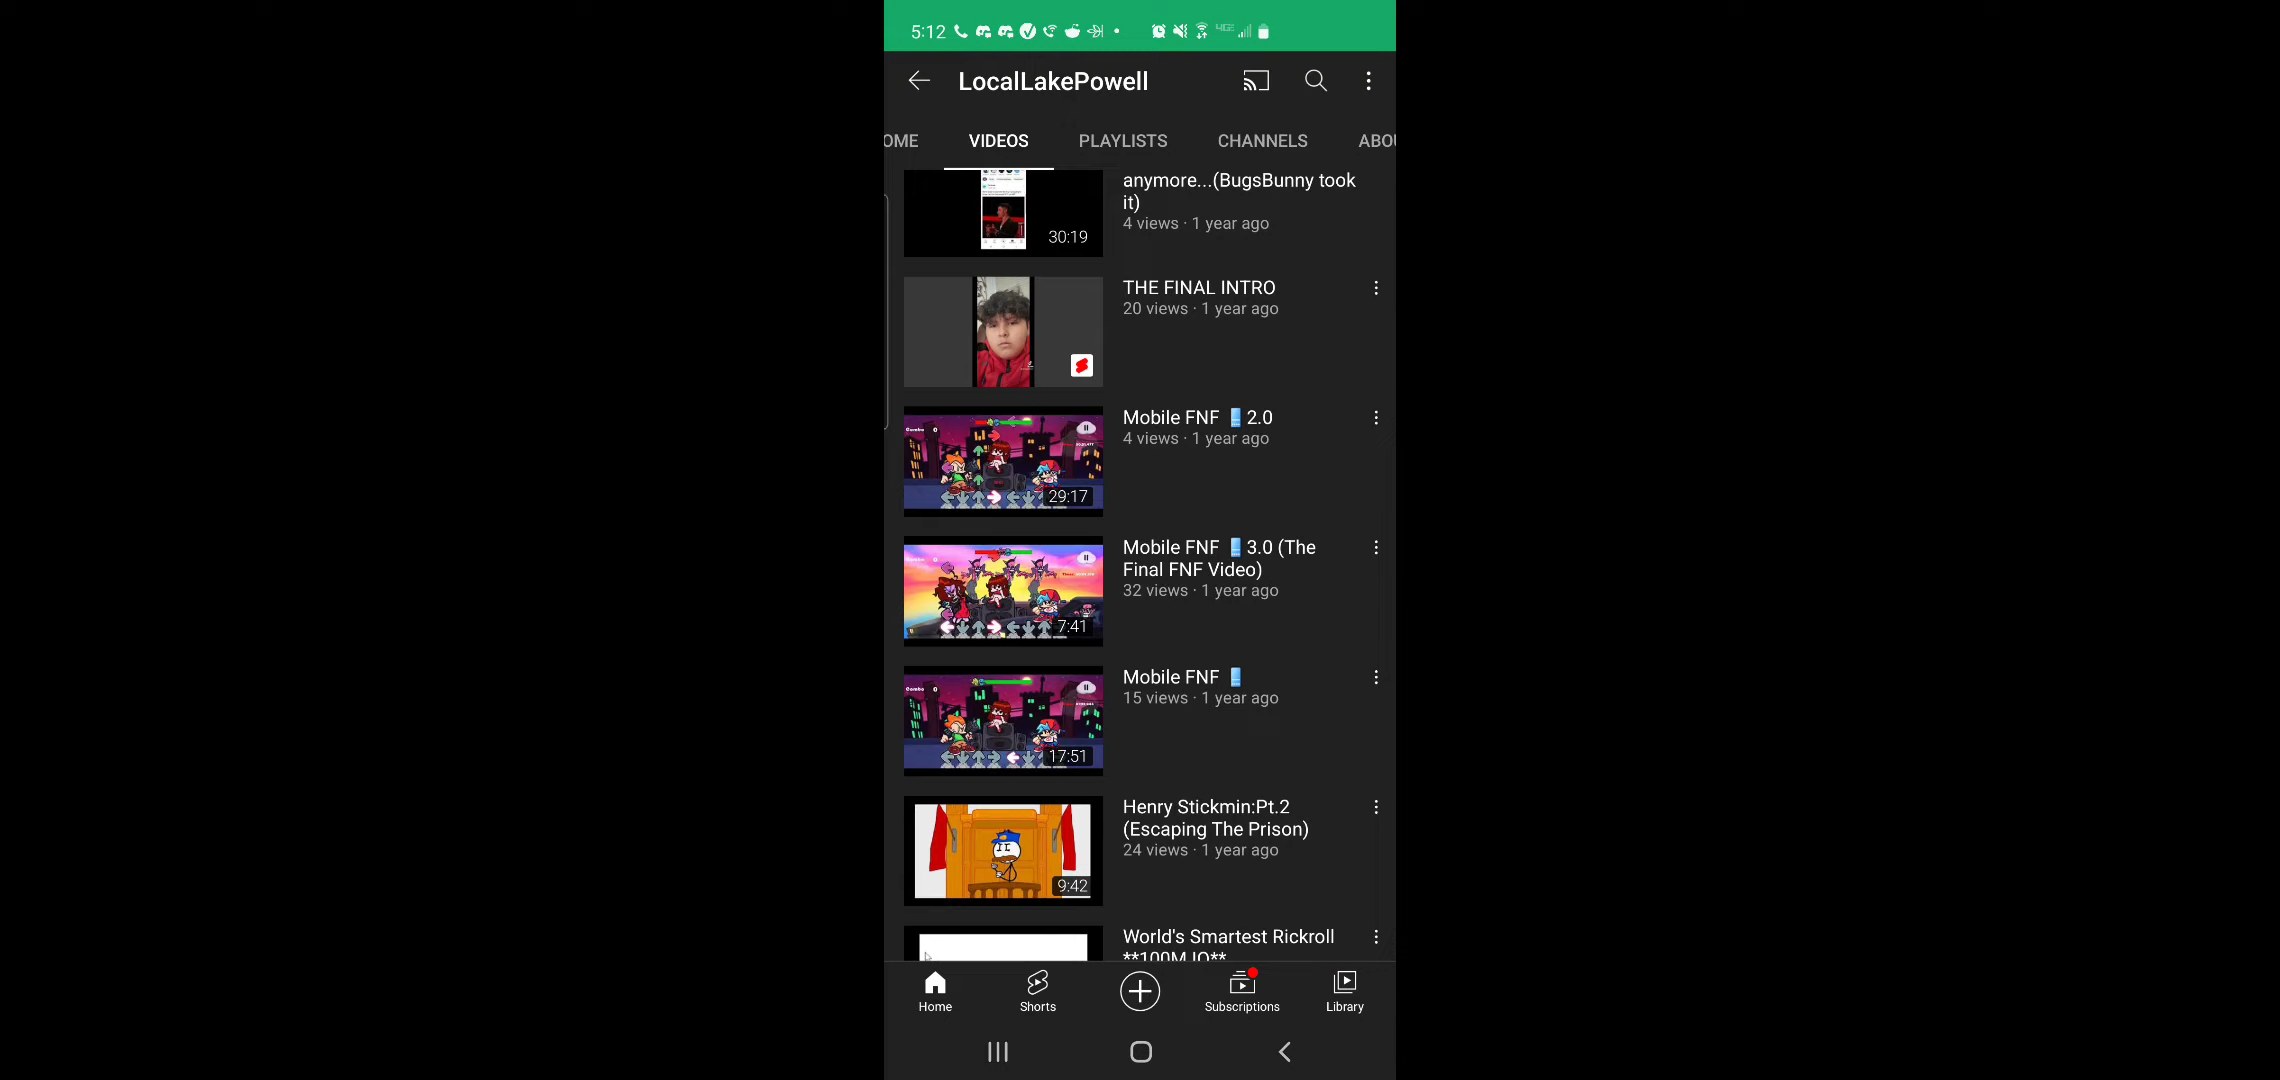 5:12
LocalLakePowell
OME VIDEOS PLAYLISTS CHANNELS ABOU
anymore...(BugsBunny took
it)
4 views · 1 year ago
30:19
THE FINAL INTRO
20 views · 1 year ago
Mobile FNF 2.0
4 views · 1 year ago
29:17
Mobile FNF 3.0 (The
Final FNF Video)
32 views · 1 year ago
7:41
Mobile FNF
15 views · 1 year ago
17:51
Henry Stickmin:Pt.2
(Escaping The Prison)
24 views · 1 year ago
9:42
World's Smartest Rickroll
**100M IQ**
Home Shorts Subscriptions Library